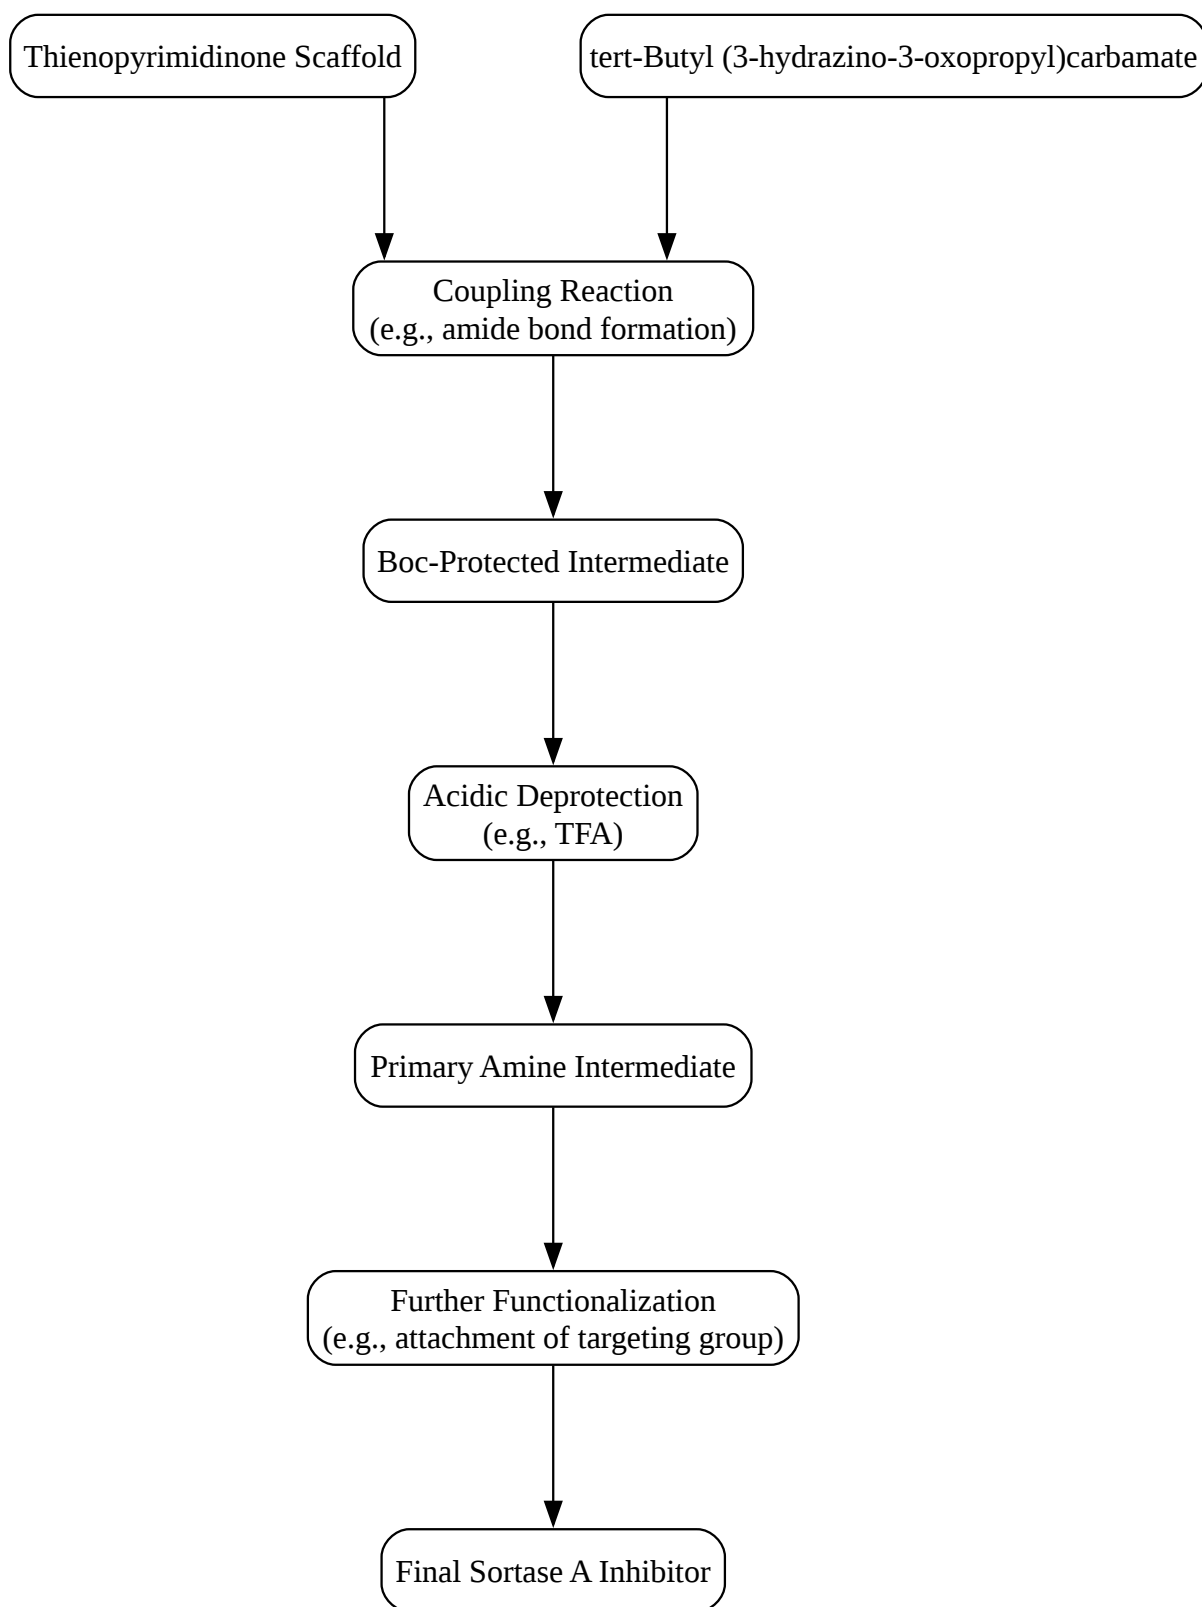 Thienopyrimidinone Scaffold
tert-Butyl (3-hydrazino-3-oxopropyl)carbamate
Coupling Reaction
(e.g., amide bond formation)
Boc-Protected Intermediate
Acidic Deprotection
(e.g., TFA)
Primary Amine Intermediate
Further Functionalization
(e.g., attachment of targeting group)
Final Sortase A Inhibitor